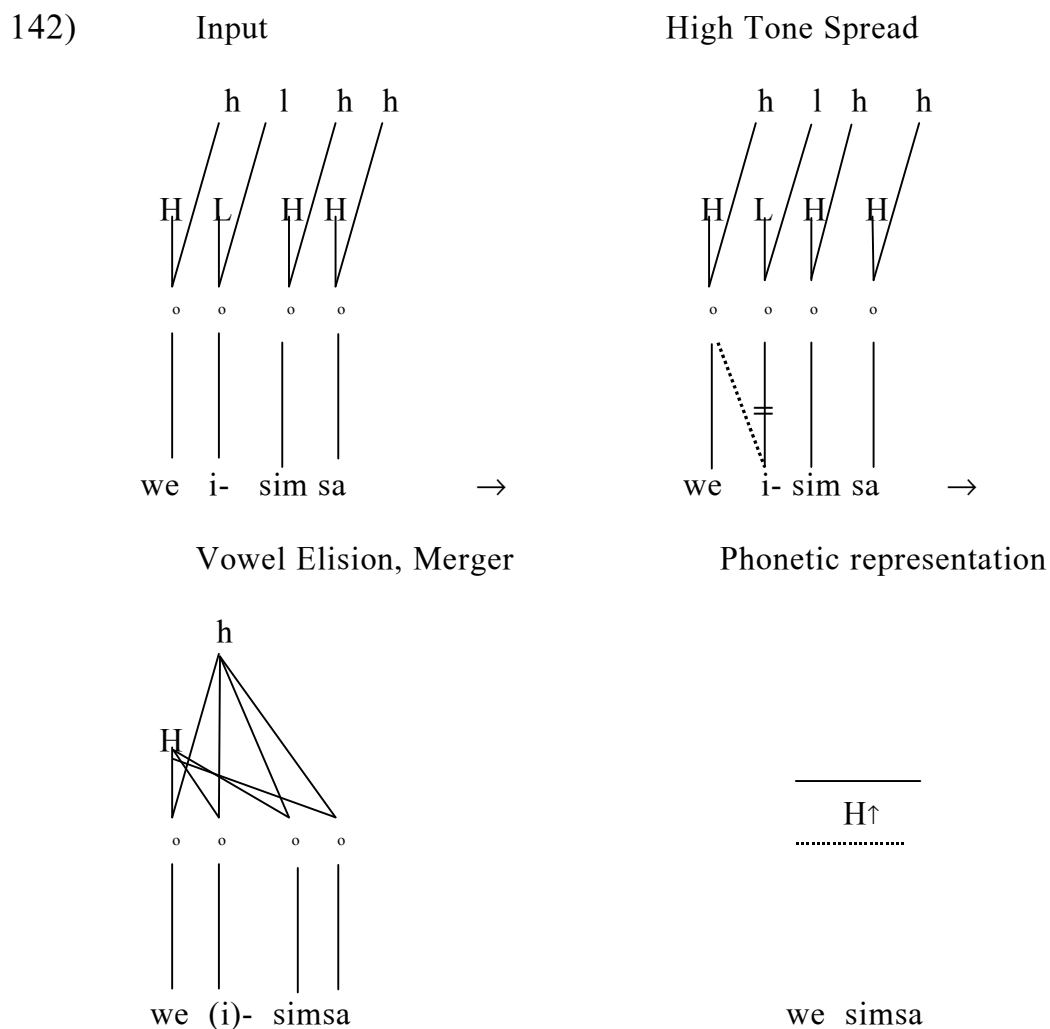 142) Input High Tone Spread
h l h h h l h h
H L H H H L H H
o o o o o o o o
=
we i- sim sa → we i- sim sa →
Vowel Elision, Merger Phonetic representation
h
H
H↑
o o o o
we (i)- simsa we simsa